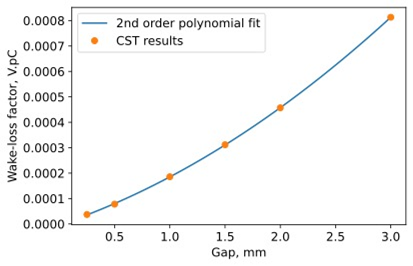 2nd order polynomial fit
CST results
Wake-loss factor, V.pC
0.0008
0.0007
0.0006
0.0005
0.0004
0.0003
0.0002
0.0001
0.0000
0.5 1.0 1.5 2.0 2.5 3.0
Gap, mm